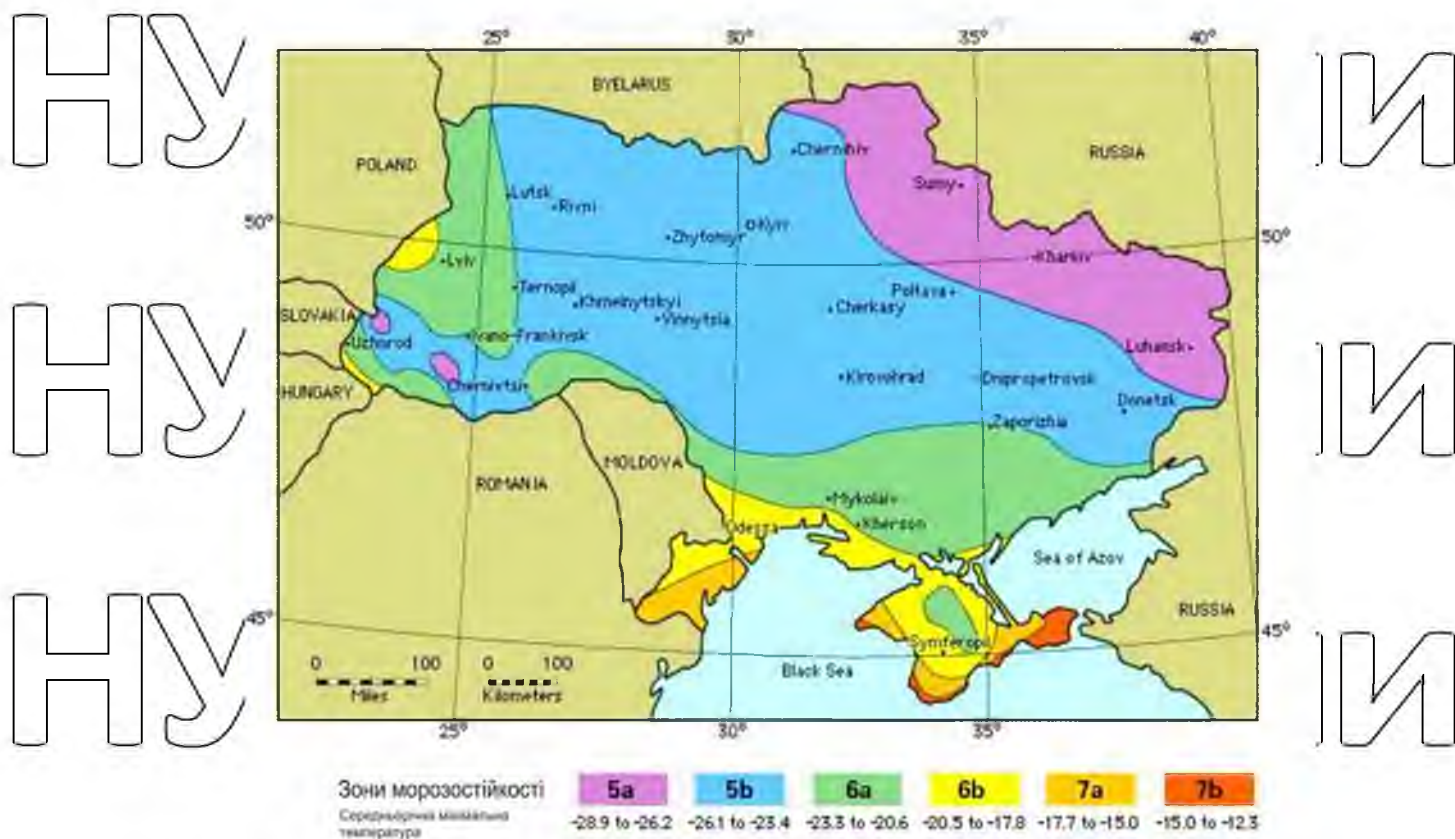 НУ
И
НУ
И
НУ
И
25°
30°
35°
40°
BYELARUS
POLAND
RUSSIA
Chernihiv
Sumy
Lutsk
Rivni
50°
Kyiv
Zhytomyr
50°
Lviv
Kharkiv
Ternopil
Poltava
Khmelnytskyi
Cherkasy
SLOVAKIA
Vinnytsia
Uzhorod
Ivano-Frankivsk
Luhansk
HUNGARY
Chernivtsi
Kirovohrad
Dnipropetrovsk
Donetsk
Zaporizhia
MOLDOVA
ROMANIA
Mykolaiv
Odessa
Kherson
Sea of Azov
RUSSIA
45°
45°
Symferopil
Black Sea
0 100
Miles
0 100
Kilometers
25°
30°
35°
Зони морозостійкості 5a 5b 6a 6b 7a 7b
Середньорічна мінімальна
температура
-28.9 to -26.2 -26.1 to -23.4 -23.3 to -20.6 -20.5 to -17.8 -17.7 to -15.0 -15.0 to -12.3